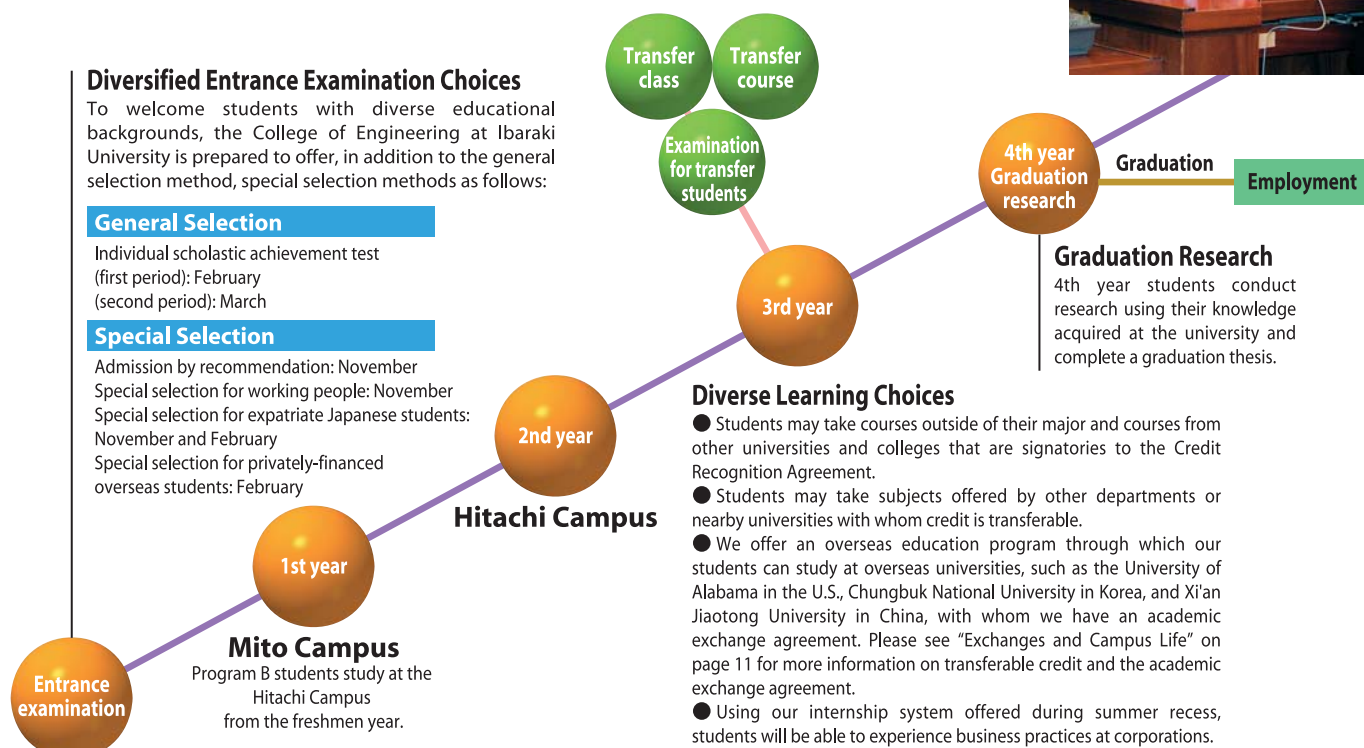 Diversified Entrance Examination Choices
To welcome students with diverse educational
backgrounds, the College of Engineering at Ibaraki
University is prepared to offer, in addition to the general
selection method, special selection methods as follows:
General Selection
Individual scholastic achievement test
(first period): February
(second period): March
Special Selection
Admission by recommendation: November
Special selection for working people: November
Special selection for expatriate Japanese students:
November and February
Special selection for privately-financed
overseas students: February
Entrance
examination
1st year
Mito Campus
Program B students study at the
Hitachi Campus
from the freshmen year.
2nd year
Hitachi Campus
3rd year
Transfer
class
Transfer
course
Examination
for transfer
students
4th year
Graduation
research
Graduation
Employment
Graduation Research
4th year students conduct
research using their knowledge
acquired at the university and
complete a graduation thesis.
Diverse Learning Choices
● Students may take courses outside of their major and courses from
other universities and colleges that are signatories to the Credit
Recognition Agreement.
● Students may take subjects offered by other departments or
nearby universities with whom credit is transferable.
● We offer an overseas education program through which our
students can study at overseas universities, such as the University of
Alabama in the U.S., Chungbuk National University in Korea, and Xi'an
Jiaotong University in China, with whom we have an academic
exchange agreement. Please see “Exchanges and Campus Life” on
page 11 for more information on transferable credit and the academic
exchange agreement.
● Using our internship system offered during summer recess,
students will be able to experience business practices at corporations.